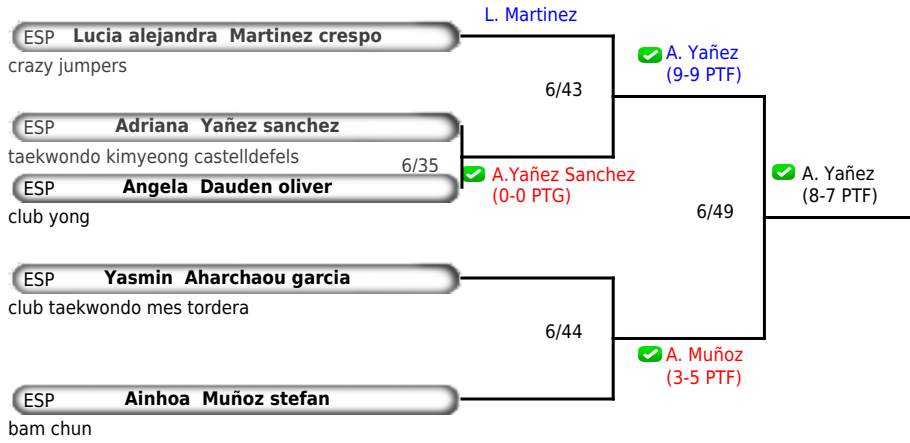 L. Martinez
ESP Lucia alejandra Martinez crespo
crazy jumpers
A. Yañez
(9-9 PTF)
6/43
ESP Adriana Yañez sanchez
taekwondo kimyeong castelldefels
6/35
A.Yañez Sanchez
(0-0 PTG)
A. Yañez
(8-7 PTF)
ESP Angela Dauden oliver
club yong
6/49
ESP Yasmin Aharchaou garcia
club taekwondo mes tordera
6/44
A. Muñoz
(3-5 PTF)
ESP Ainhoa Muñoz stefan
bam chun